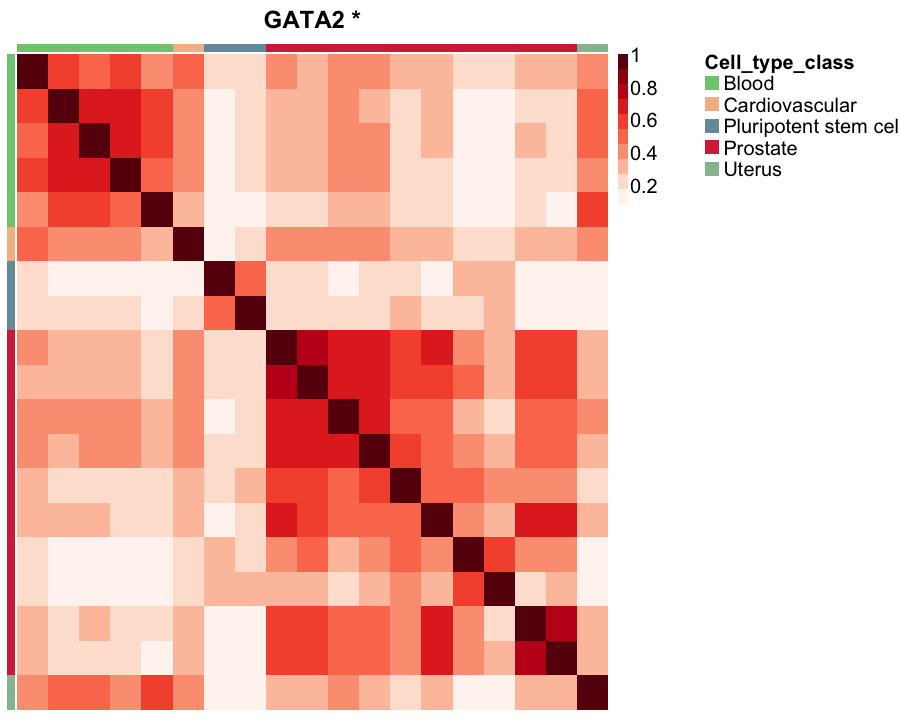 GATA2 *
1
0.8
0.6
0.4
0.2
Cell_type_class
Blood
Cardiovascular
Pluripotent stem cel
Prostate
Uterus